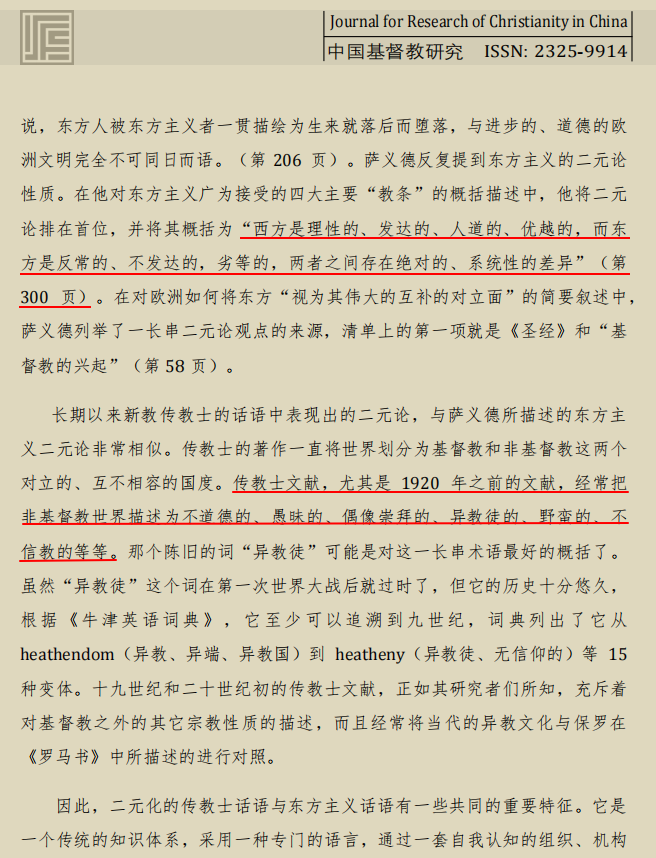 Journal for Research of Christianity in China
中国基督教研究 ISSN: 2325-9914
说，东方人被东方主义者一贯描绘为生来就落后而堕落，与进步的、道德的欧
洲文明完全不可同日而语。（第 206 页）。萨义德反复提到东方主义的二元论
性质。在他对东方主义广为接受的四大主要“教条”的概括描述中，他将二元
论排在首位，并将其概括为“西方是理性的、发达的、人道的、优越的，而东
方是反常的、不发达的，劣等的，两者之间存在绝对的、系统性的差异”（第
300 页）。在对欧洲如何将东方“视为其伟大的互补的对立面”的简要叙述中，
萨义德列举了一长串二元论观点的来源，清单上的第一项就是《圣经》和“基
督教的兴起”（第 58 页）。
长期以来新教传教士的话语中表现出的二元论，与萨义德所描述的东方主
义二元论非常相似。传教士的著作一直将世界划分为基督教和非基督教这两个
对立的、互不相容的国度。传教士文献，尤其是 1920 年之前的文献，经常把
非基督教世界描述为不道德的、愚昧的、偶像崇拜的、异教徒的、野蛮的、不
信教的等等。那个陈旧的词“异教徒”可能是对这一长串术语最好的概括了。
虽然“异教徒”这个词在第一次世界大战后就过时了，但它的历史十分悠久，
根据《牛津英语词典》，它至少可以追溯到九世纪，词典列出了它从
heathendom（异教、异端、异教国）到 heatheny（异教徒、无信仰的）等 15
种变体。十九世纪和二十世纪初的传教士文献，正如其研究者们所知，充斥着
对基督教之外的其它宗教性质的描述，而且经常将当代的异教文化与保罗在
《罗马书》中所描述的进行对照。
因此，二元化的传教士话语与东方主义话语有一些共同的重要特征。它是
一个传统的知识体系，采用一种专门的语言，通过一套自我认知的组织、机构